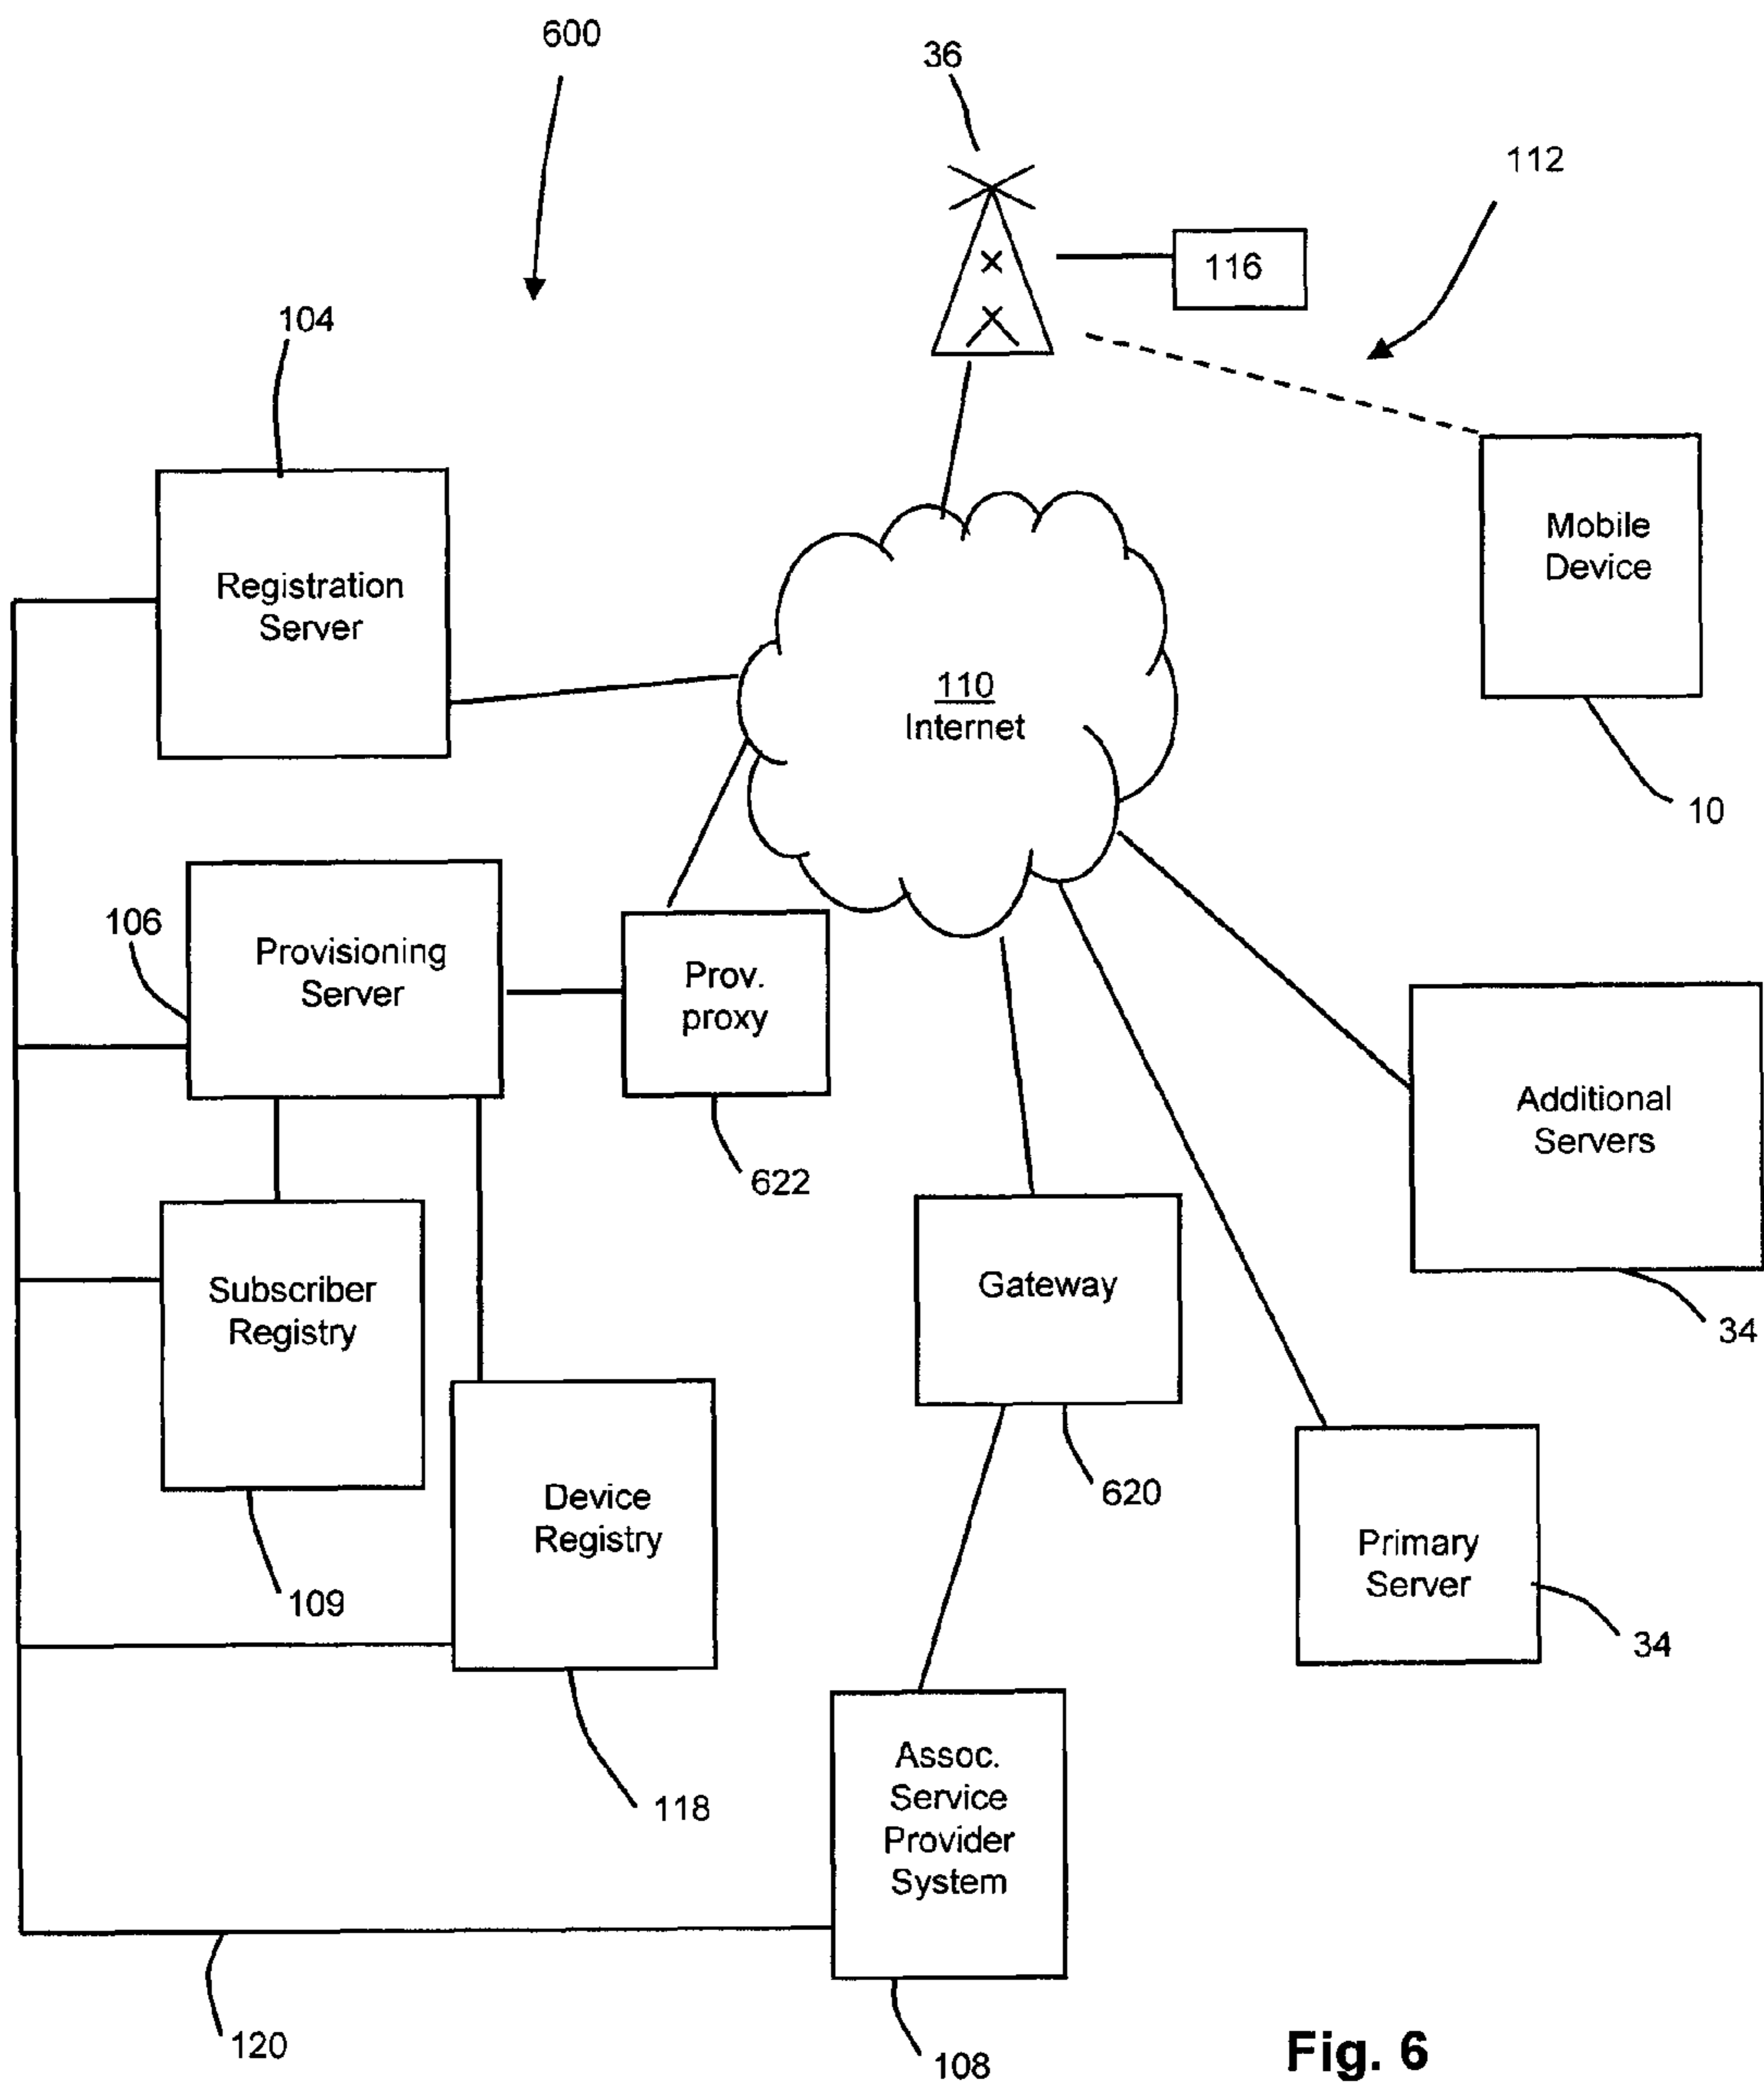 600
36
112
116
104
Registration
Server
Mobile
Device
110
Internet
10
106
Provisioning
Server
Prov.
proxy
622
Additional
Servers
34
Subscriber
Registry
109
Gateway
620
Device
Registry
118
Primary
Server
34
Assoc.
Service
Provider
System
120
108
Fig. 6